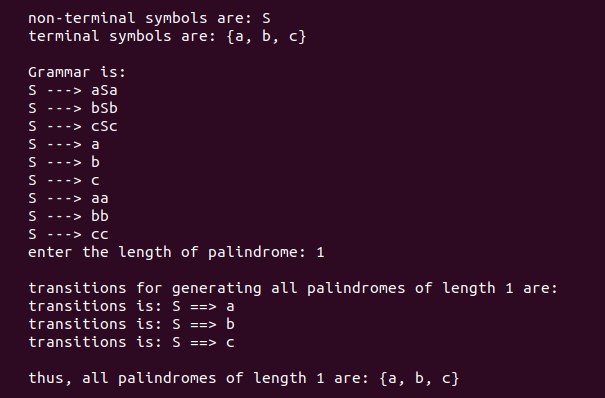 non-terminal symbols are: S
terminal symbols are: {a, b, c}
Grammar is:
S ---> aSa
S ---> bSb
S ---> cSc
S ---> a
S ---> b
S ---> c
S ---> aa
S ---> bb
S ---> cc
enter the length of palindrome: 1
transitions for generating all palindromes of length 1 are:
transitions is: S ==> a
transitions is: S ==> b
transitions is: S ==> c
thus, all palindromes of length 1 are: {a, b, c}